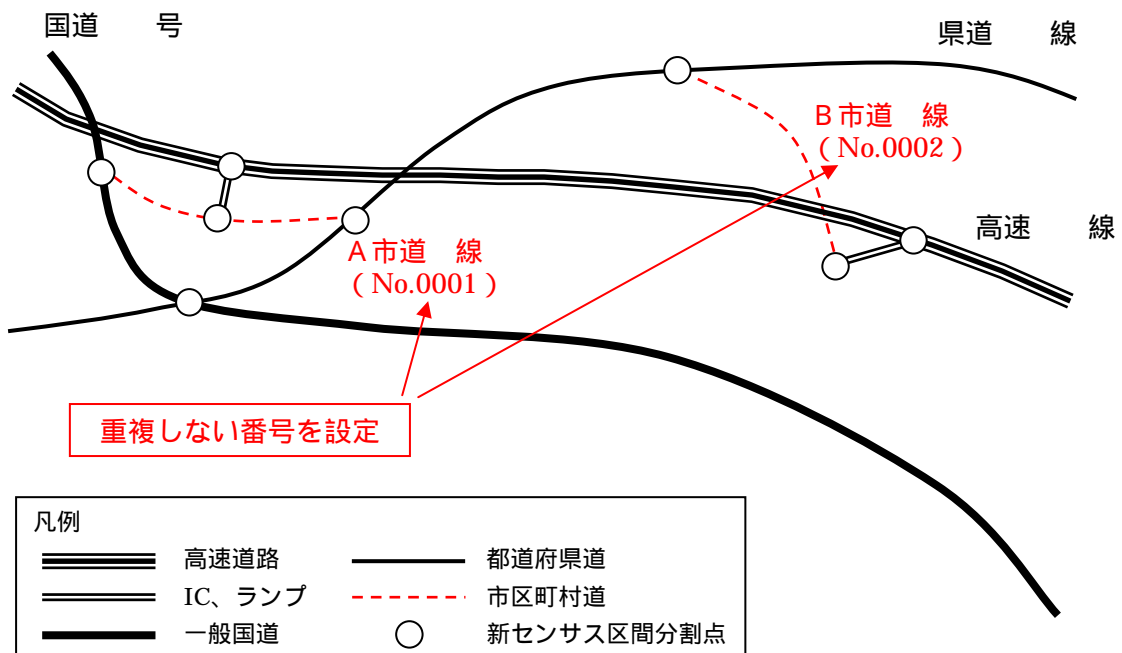 国道　　号
県道　　線
B市道　線
(No.0002)
高速　　線
A市道　線
(No.0001)
重複しない番号を設定
凡例
高速道路
都道府県道
IC、ランプ
市区町村道
一般国道
新センサス区間分割点